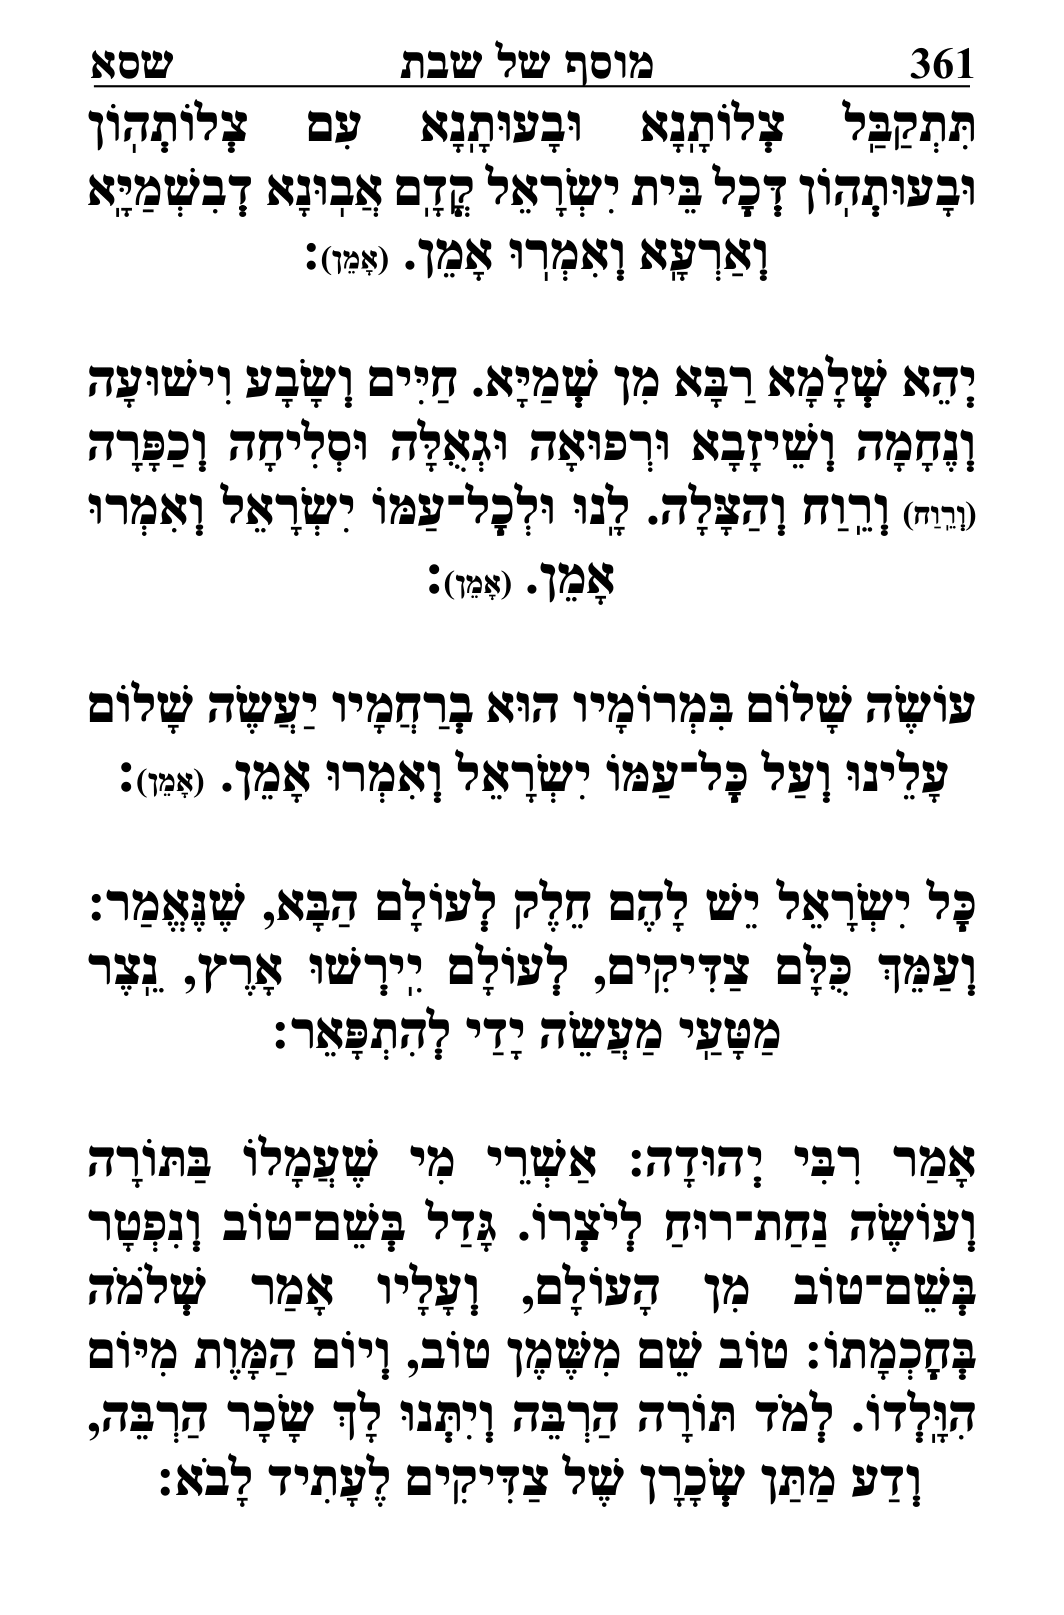 361 מוסף של שבת שסא
תִּתְקַבַּל צְלוֹתָנָא וּבָעוּתָנָא עִם צְלוֹתְהוֹן
וּבָעוּתְהוֹן דְּכָל בֵּית יִשְׂרָאֵל קֳדָם אֲבוּנָא דְבִשְׁמַיָּא
וְאַרְעָא וְאִמְרוּ אָמֵן. (אָמֵן):
יְהֵא שְׁלָמָא רַבָּא מִן שְׁמַיָּא. חַיִּים וְשָׂבָע וִישׁוּעָה
וְנֶחָמָה וְשֵׁיזָבָא וּרְפוּאָה וּגְאֻלָּה וּסְלִיחָה וְכַפָּרָה
(וְרֵוַח) וְרֵוַח וְהַצָּלָה. לָנוּ וּלְכָל־עַמּוֹ יִשְׂרָאֵל וְאִמְרוּ
אָמֵן. (אָמֵן):
עוֹשֶׂה שָׁלוֹם בִּמְרוֹמָיו הוּא בְרַחֲמָיו יַעֲשֶׂה שָׁלוֹם
עָלֵינוּ וְעַל כָּל־עַמּוֹ יִשְׂרָאֵל וְאִמְרוּ אָמֵן. (אָמֵן):
כָּל יִשְׂרָאֵל יֵשׁ לָהֶם חֵלֶק לְעוֹלָם הַבָּא, שֶׁנֶּאֱמַר:
וְעַמֵּךְ כֻּלָּם צַדִּיקִים, לְעוֹלָם יִירְשׁוּ אָרֶץ, נֵצֶר
מַטָּעַי מַעֲשֵׂה יָדַי לְהִתְפָּאֵר:
אָמַר רִבִּי יְהוּדָה: אַשְׁרֵי מִי שֶׁעֲמָלוֹ בַּתּוֹרָה
וְעוֹשֶׂה נַחַת־רוּחַ לְיֹצְרוֹ. גָּדַל בְּשֵׁם־טוֹב וְנִפְטָר
בְּשֵׁם־טוֹב מִן הָעוֹלָם, וְעָלָיו אָמַר שְׁלֹמֹה
בְּחָכְמָתוֹ: טוֹב שֵׁם מִשֶּׁמֶן טוֹב, וְיוֹם הַמָּוֶת מִיּוֹם
הִוָּלְדוֹ. לְמֹד תּוֹרָה הַרְבֵּה וְיִתְּנוּ לָךְ שָׂכָר הַרְבֵּה,
וְדַע מַתַּן שְׂכָרָן שֶׁל צַדִּיקִים לֶעָתִיד לָבֹא: